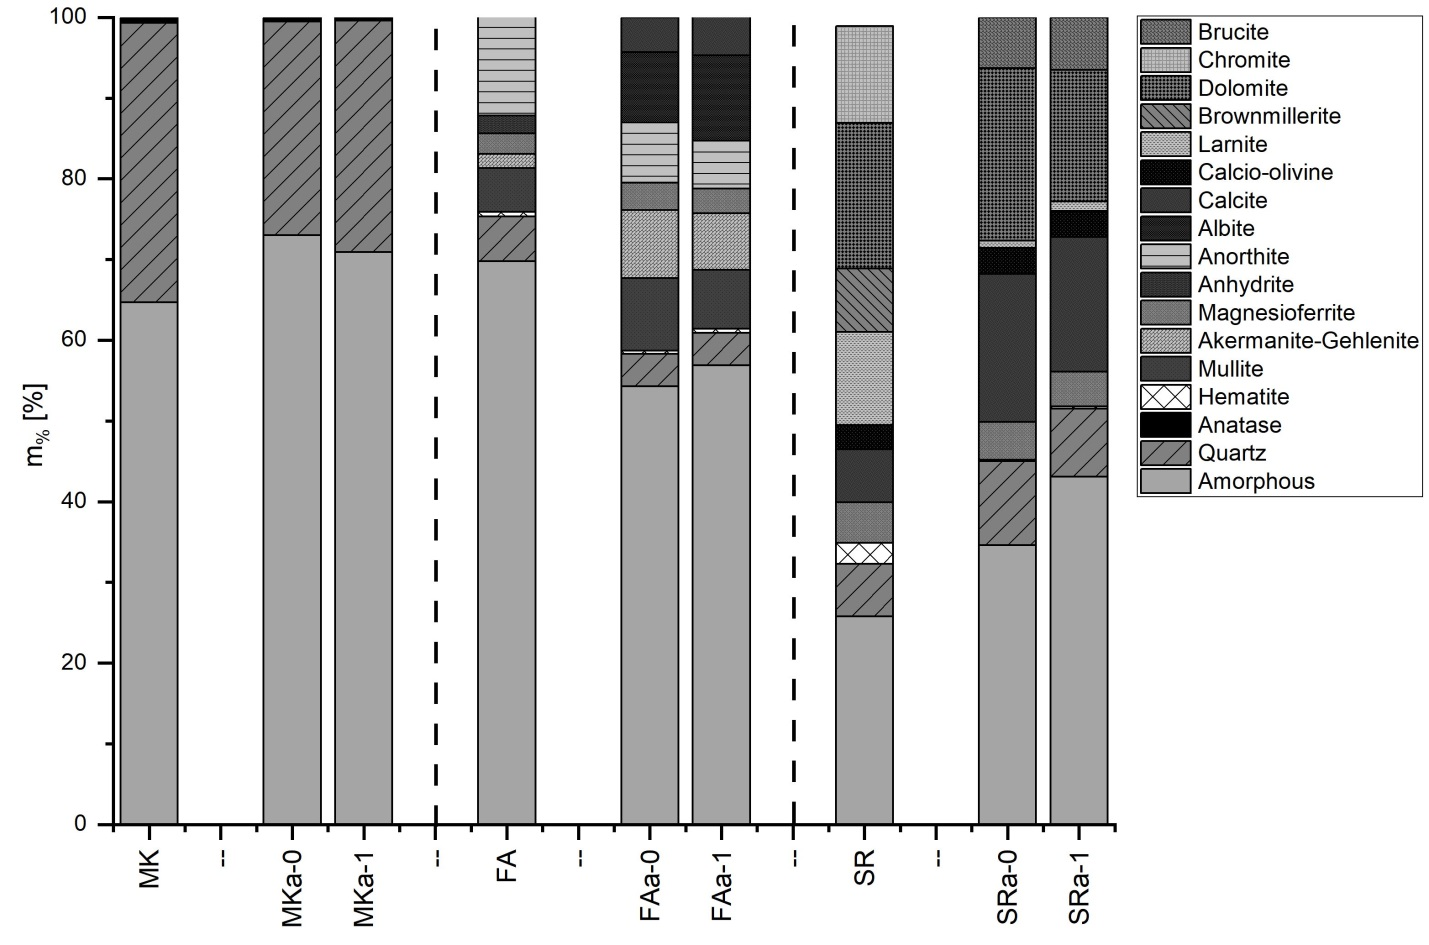 100
80
60
40
20
0
m% [%]
MK
--
MKa-0
MKa-1
--
FA
--
FAa-0
FAa-1
--
SR
--
SRa-0
SRa-1
Brucite
Chromite
Dolomite
Brownmillerite
Larnite
Calcio-olivine
Calcite
Albite
Anorthite
Anhydrite
Magnesioferrite
Akermanite-Gehlenite
Mullite
Hematite
Anatase
Quartz
Amorphous